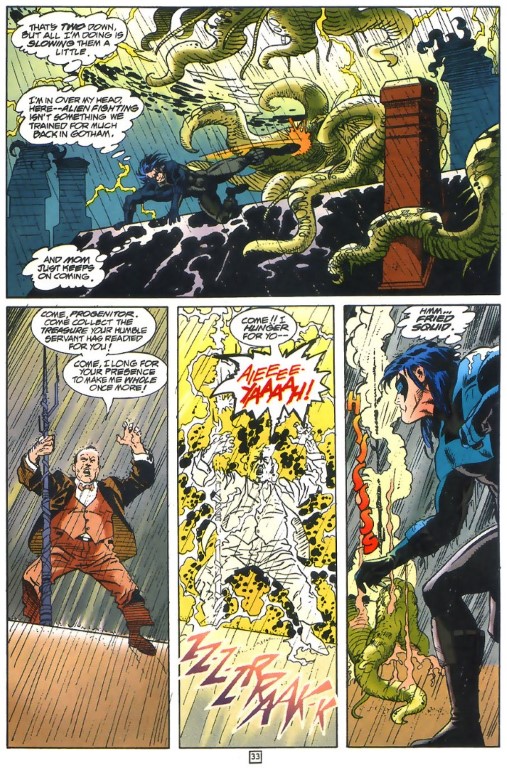 THAT'S TWO DOWN,
BUT ALL I'M DOING IS
SLOWING THEM A
LITTLE.
I'M IN OVER MY HEAD,
HERE--ALIEN FIGHTING
ISN'T SOMETHING WE
TRAINED FOR MUCH
BACK IN GOTHAM.
AND MOM
JUST KEEPS
ON COMING.
COME, PROGENITOR.
COME COLLECT THE
TREASURE YOUR HUMBLE
SERVANT HAS READIED
FOR YOU!
COME, I LONG FOR
YOUR PRESENCE
TO MAKE ME WHOLE
ONCE MORE!
COME!! I
HUNGER
FOR YO--
AIEEEE-
YAAAAH!
ZZZ-ZRRAAKK-K
HMM...
FRIED
SQUID.
HISSSS
33